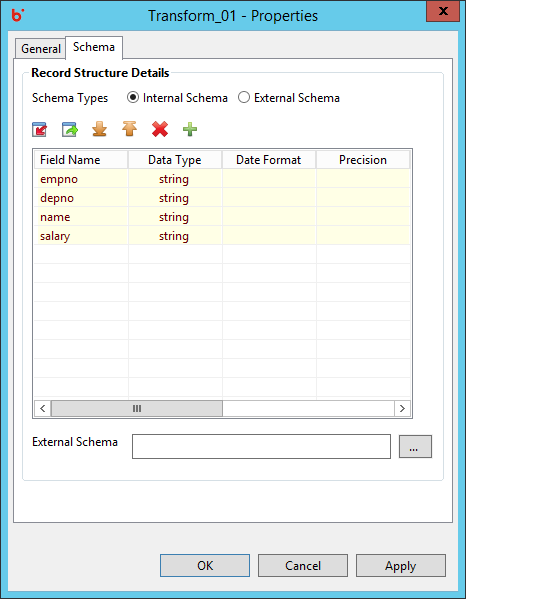 Transform_01 - Properties
General Schema
Record Structure Details
Schema Types Internal Schema External Schema
Field Name Data Type Date Format Precision
empno string
depno string
name string
salary string
External Schema ...
OK Cancel Apply